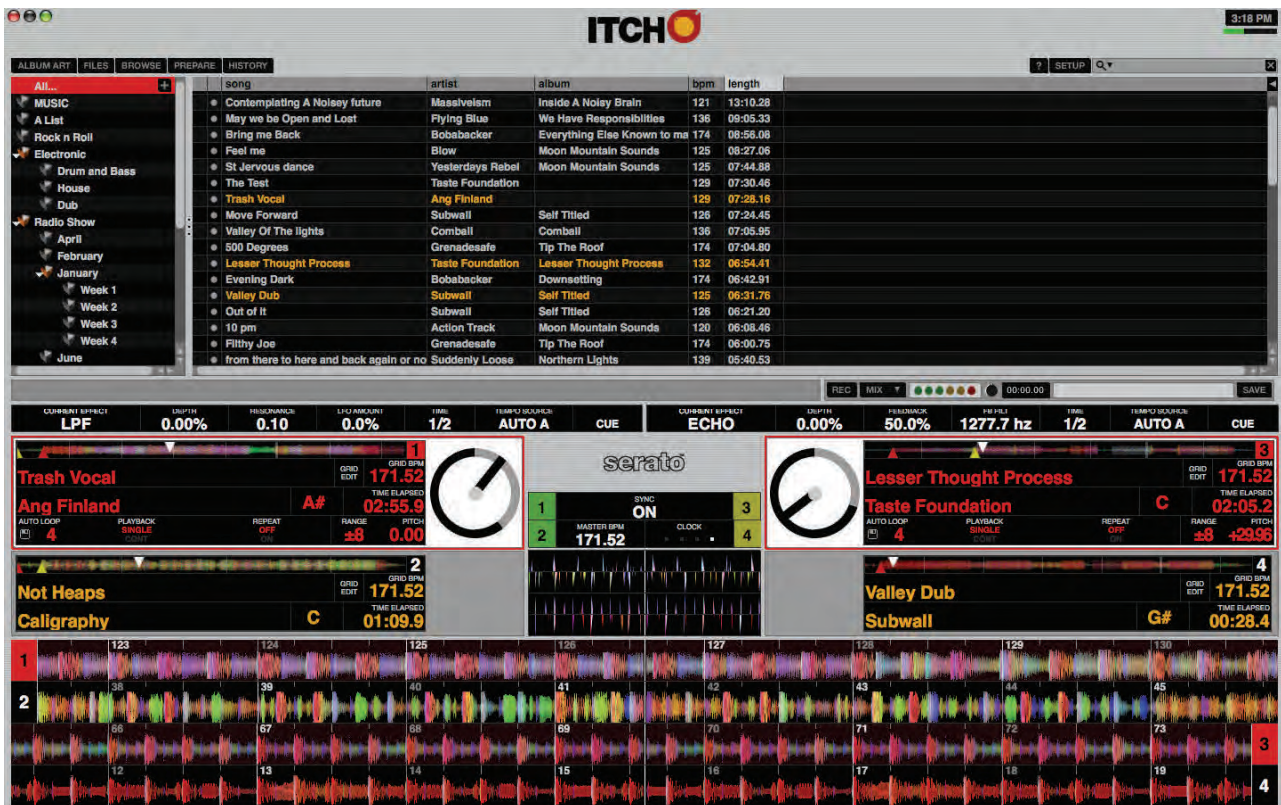 ITCH
3:18 PM
ALBUM ART FILES BROWSE PREPARE HISTORY ? SETUP
All... +
MUSIC
A List
Rock n Roll
Electronic
Drum and Bass
House
Dub
Radio Show
April
February
January
Week 1
Week 2
Week 3
Week 4
June
song artist album bpm length
Contemplating A Noisey future Massiveism Inside A Noisy Brain 121 13:10.28
May we be Open and Lost Flying Blue We Have Responsiblities 136 09:05.33
Bring me Back Bobabacker Everything Else Known to ma 174 08:56.08
Feel me Blow Moon Mountain Sounds 125 08:27.06
St Jervous dance Yesterdays Rebel Moon Mountain Sounds 125 07:44.88
The Test Taste Foundation 129 07:30.46
Trash Vocal Ang Finland 129 07:28.16
Move Forward Subwall Self Titled 126 07:24.45
Valley Of The lights Comball Comball 136 07:05.95
500 Degrees Grenadesafe Tip The Roof 174 07:04.80
Lesser Thought Process Taste Foundation Lesser Thought Process 132 06:54.41
Evening Dark Bobabacker Downsetting 174 06:42.91
Valley Dub Subwall Self Titled 125 06:31.76
Out of it Subwall Self Titled 126 06:21.20
10 pm Action Track Moon Mountain Sounds 120 06:08.46
Filthy Joe Grenadesafe Tip The Roof 174 06:00.75
from there to here and back again or no Suddenly Loose Northern Lights 139 05:40.53
REC MIX 00:00.00 SAVE
CURRENT EFFECT DEPTH RESONANCE LFO AMOUNT TIME TEMPO SOURCE
LPF 0.00% 0.10 0.0% 1/2 AUTO A CUE
CURRENT EFFECT DEPTH FEEDBACK FB FILT TIME TEMPO SOURCE
ECHO 0.00% 50.0% 1277.7 hz 1/2 AUTO A CUE
1
Trash Vocal GRID EDIT GRID BPM 171.52
Ang Finland A# TIME ELAPSED 02:55.9
AUTO LOOP PLAYBACK REPEAT RANGE PITCH
4 SINGLE OFF ±8 0.00
CONT ON
serato
SYNC
1 ON 3
MASTER BPM CLOCK
2 171.52 4
3
Lesser Thought Process GRID EDIT GRID BPM 171.52
Taste Foundation C TIME ELAPSED 02:05.2
AUTO LOOP PLAYBACK REPEAT RANGE PITCH
4 SINGLE OFF ±8 +29.96
CONT ON
2
Not Heaps GRID EDIT GRID BPM 171.52
Caligraphy C TIME ELAPSED 01:09.9
4
Valley Dub GRID EDIT GRID BPM 171.52
Subwall G# TIME ELAPSED 00:28.4
123 124 125 126 127 128 129 130
1
38 39 40 41 42 43 44 45
2
66 67 68 69 70 71 72 73
3
12 13 14 15 16 17 18 19
4